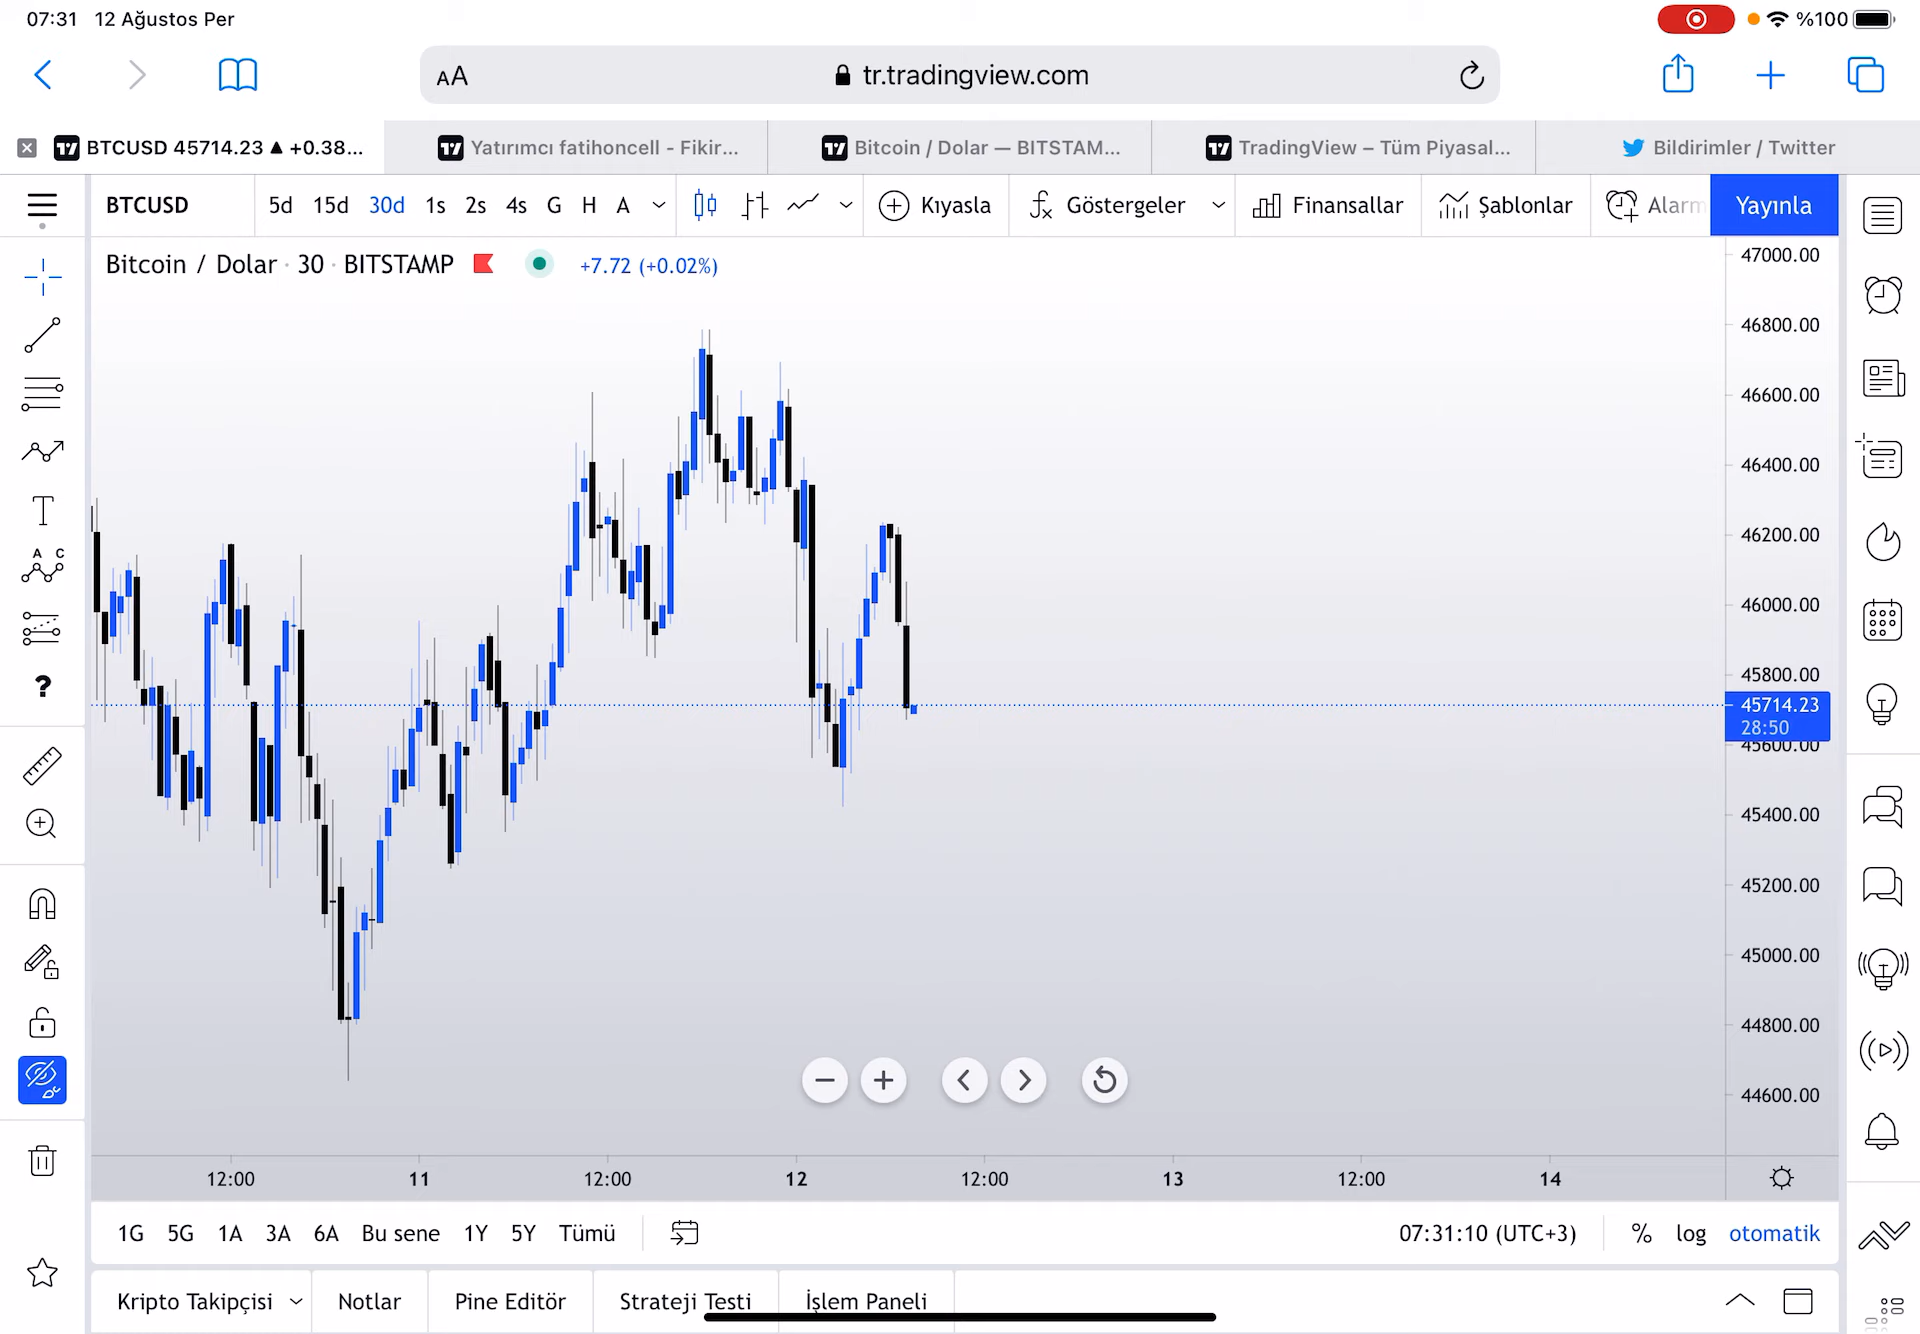 07:31 12 Ağustos Per %100
AA tr.tradingview.com
BTCUSD 45714.23 ▲ +0.38... Yatırımcı fatihoncell - Fikir... Bitcoin / Dolar — BITSTAM... TradingView – Tüm Piyasal... Bildirimler / Twitter
BTCUSD 5d 15d 30d 1s 2s 4s G H A Kıyasla Göstergeler Finansallar Şablonlar Alarm Yayınla
Bitcoin / Dolar · 30 · BITSTAMP +7.72 (+0.02%)
47000.00
46800.00
46600.00
46400.00
46200.00
46000.00
45800.00
45714.23
28:50
45600.00
45400.00
45200.00
45000.00
44800.00
44600.00
12:00 11 12:00 12 12:00 13 12:00 14
1G 5G 1A 3A 6A Bu sene 1Y 5Y Tümü 07:31:10 (UTC+3) % log otomatik
Kripto Takipçisi Notlar Pine Editör Strateji Testi İşlem Paneli